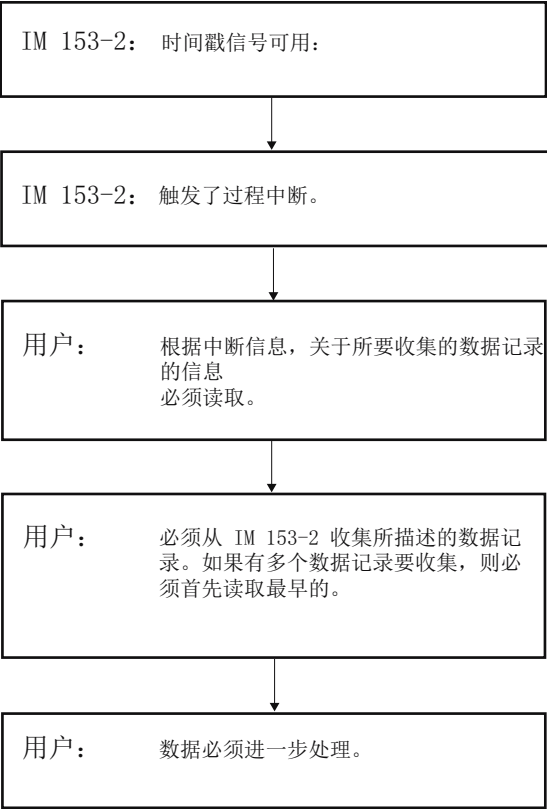 IM 153-2： 时间戳信号可用：
IM 153-2： 触发了过程中断。
用户： 根据中断信息，关于所要收集的数据记录
的信息
必须读取。
用户： 必须从 IM 153-2 收集所描述的数据记
录。如果有多个数据记录要收集，则必
须首先读取最早的。
用户： 数据必须进一步处理。